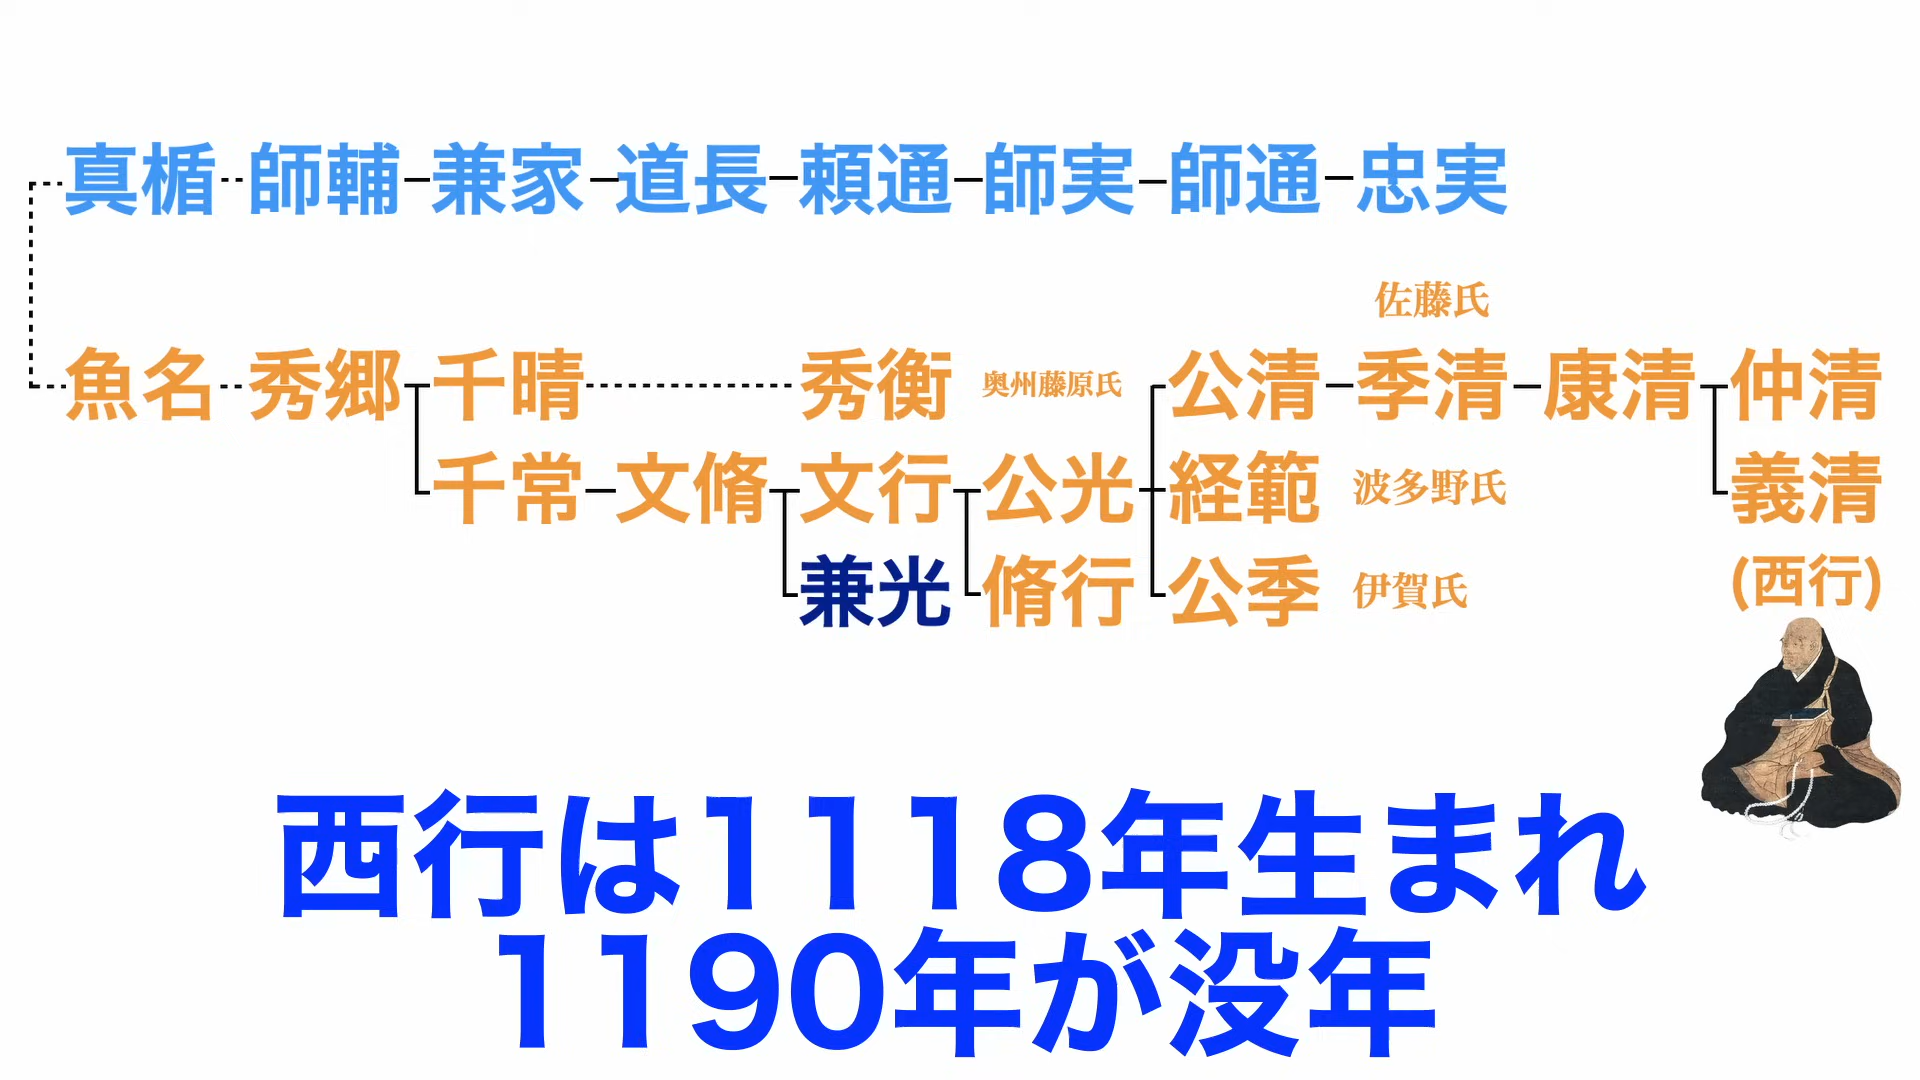 真楯 師輔 兼家 道長 頼通 師実 師通 忠実
佐藤氏
魚名 秀郷 千晴 秀衡 奥州藤原氏 公清 季清 康清 仲清
千常 文脩 文行 公光 経範 波多野氏 義清
兼光 脩行 公季 伊賀氏 (西行)
西行は1118年生まれ
1190年が没年